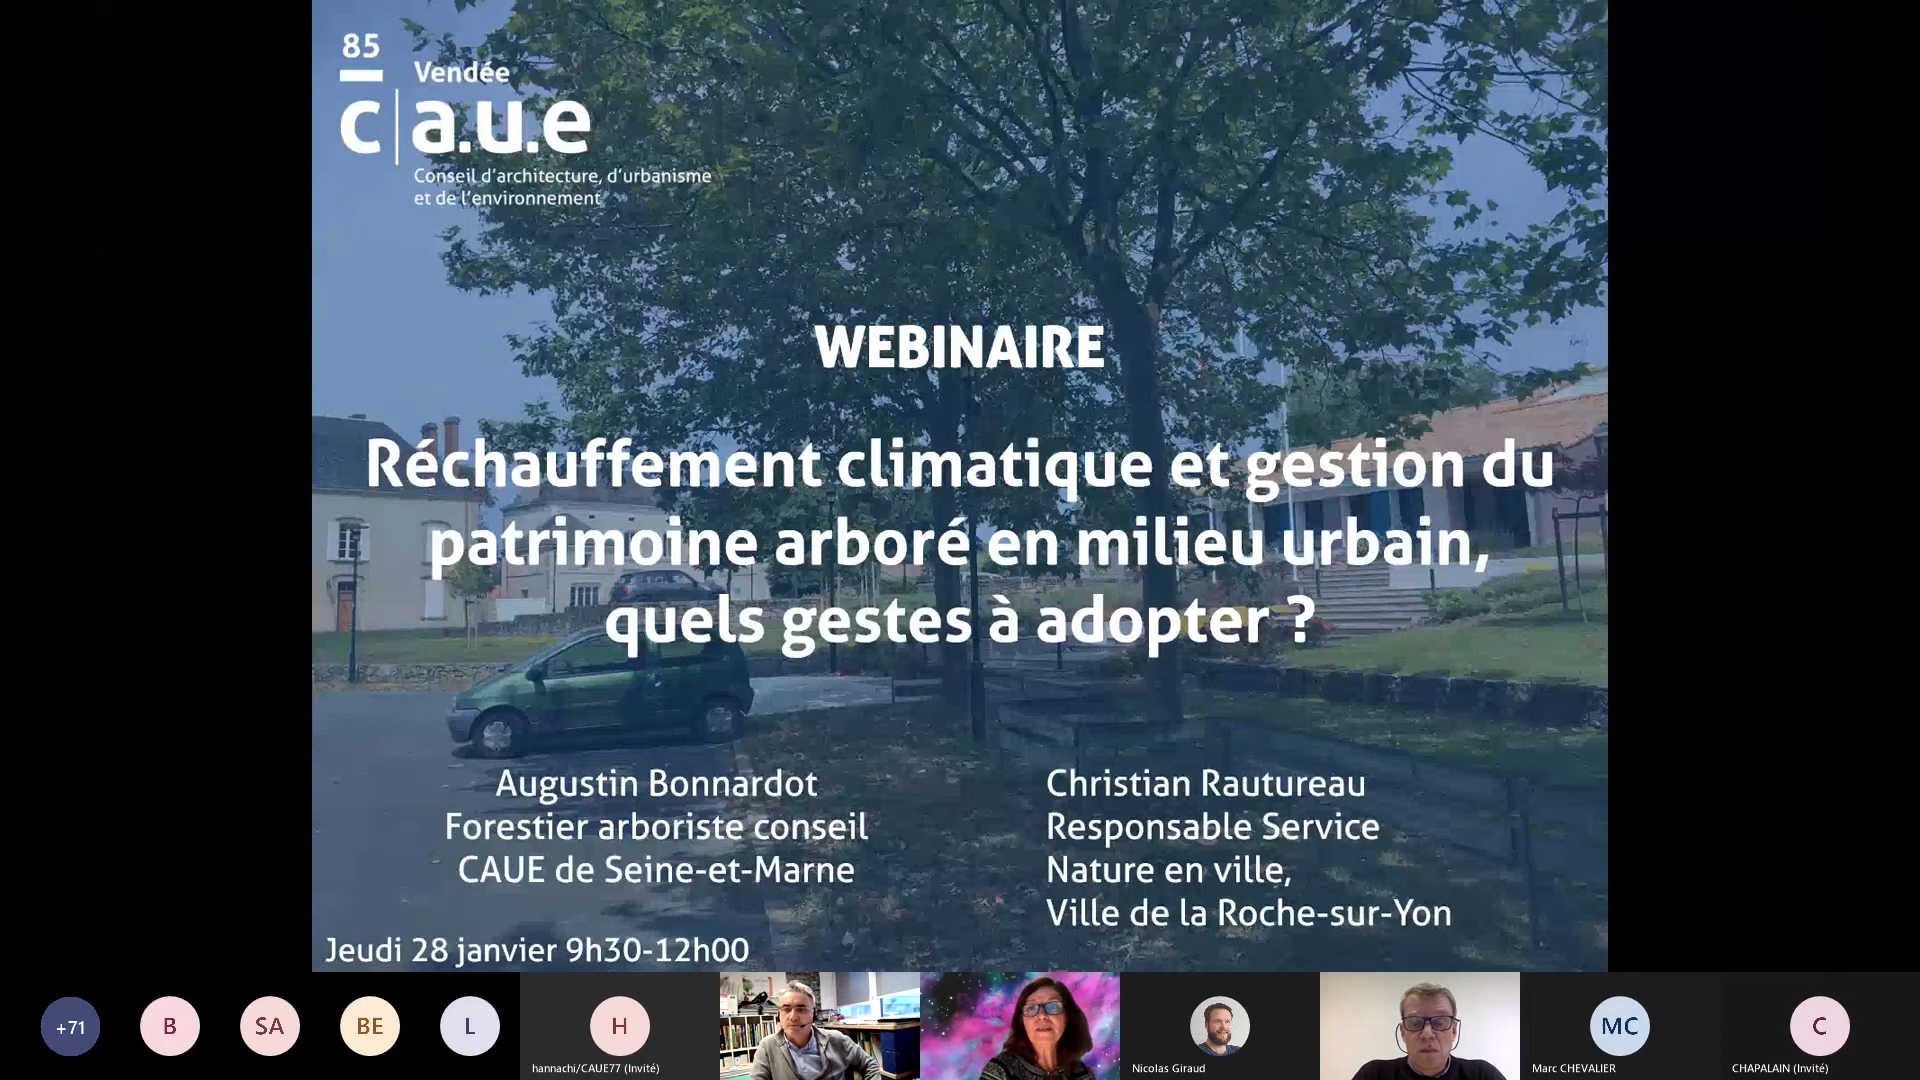 85
Vendée
c|a.u.e
Conseil d'architecture, d'urbanisme
et de l'environnement
WEBINAIRE
Réchauffement climatique et gestion du
patrimoine arboré en milieu urbain,
quels gestes à adopter ?
Augustin Bonnardot
Forestier arboriste conseil
CAUE de Seine-et-Marne
Christian Rautureau
Responsable Service
Nature en ville,
Ville de la Roche-sur-Yon
Jeudi 28 janvier 9h30-12h00
+71
B
SA
BE
L
H
hannachi/CAUE77 (Invité)
Nicolas Giraud
MC
Marc CHEVALIER
C
CHAPALAIN (Invité)